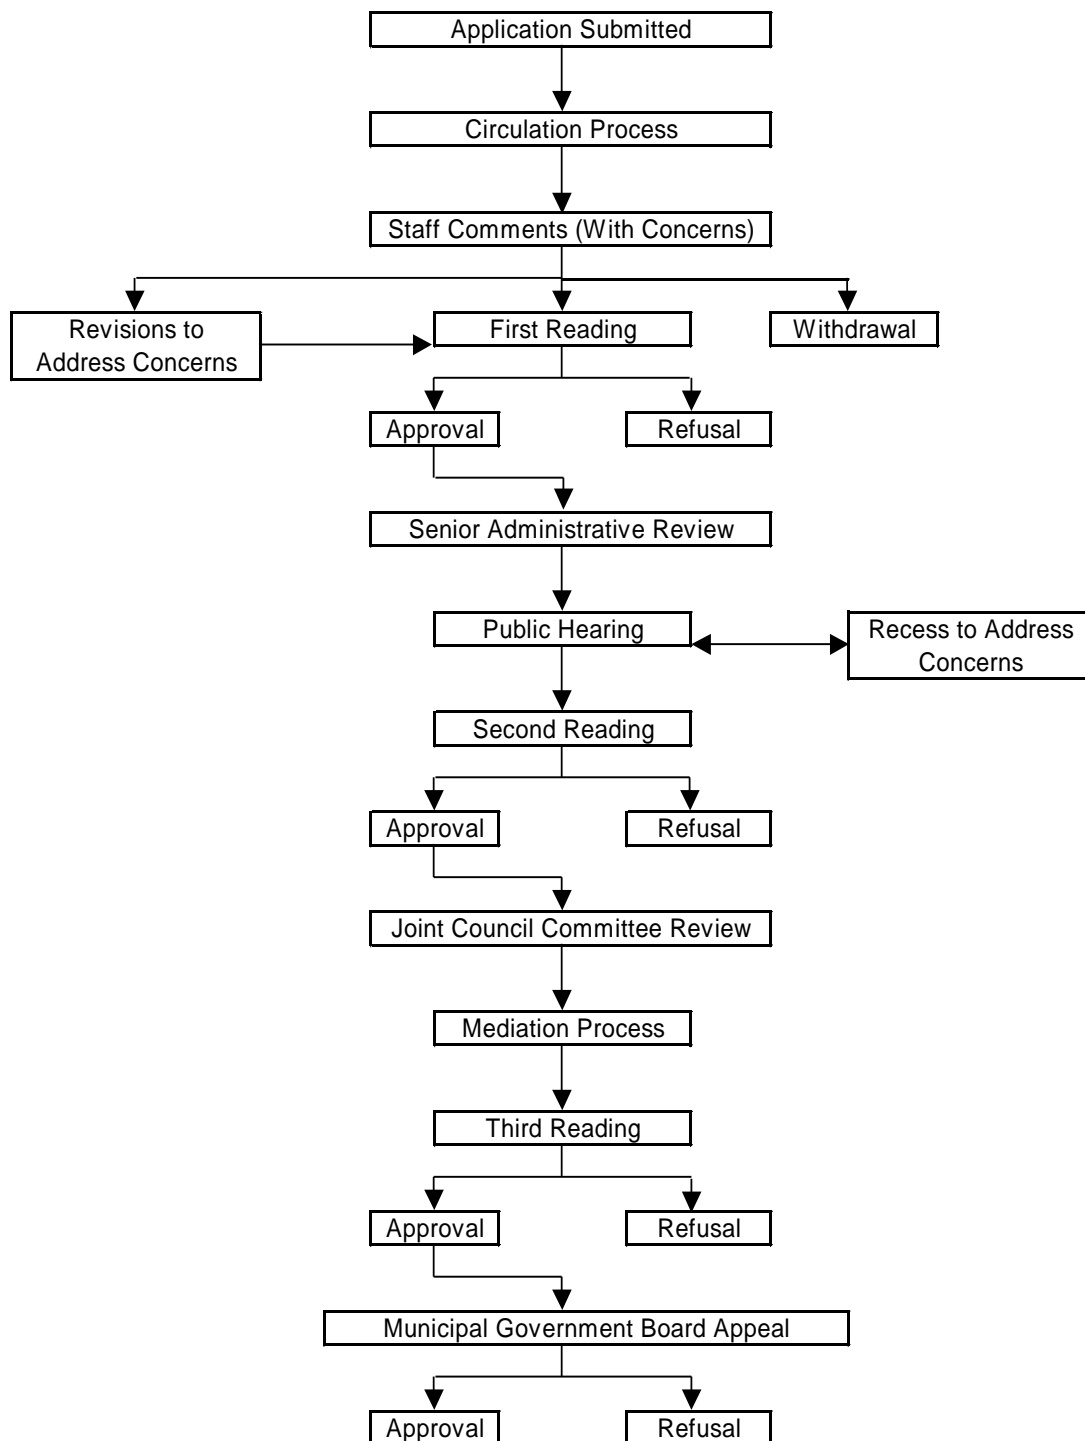 Application Submitted
Circulation Process
Staff Comments (With Concerns)
Revisions to
Address Concerns
First Reading
Withdrawal
Approval
Refusal
Senior Administrative Review
Public Hearing
Recess to Address
Concerns
Second Reading
Approval
Refusal
Joint Council Committee Review
Mediation Process
Third Reading
Approval
Refusal
Municipal Government Board Appeal
Approval
Refusal